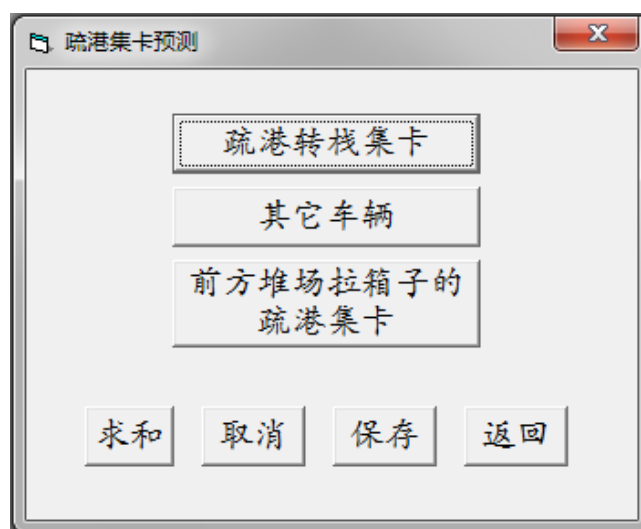 疏港集卡预测
疏港转栈集卡
其它车辆
前方堆场拉箱子的
疏港集卡
求和 取消 保存 返回